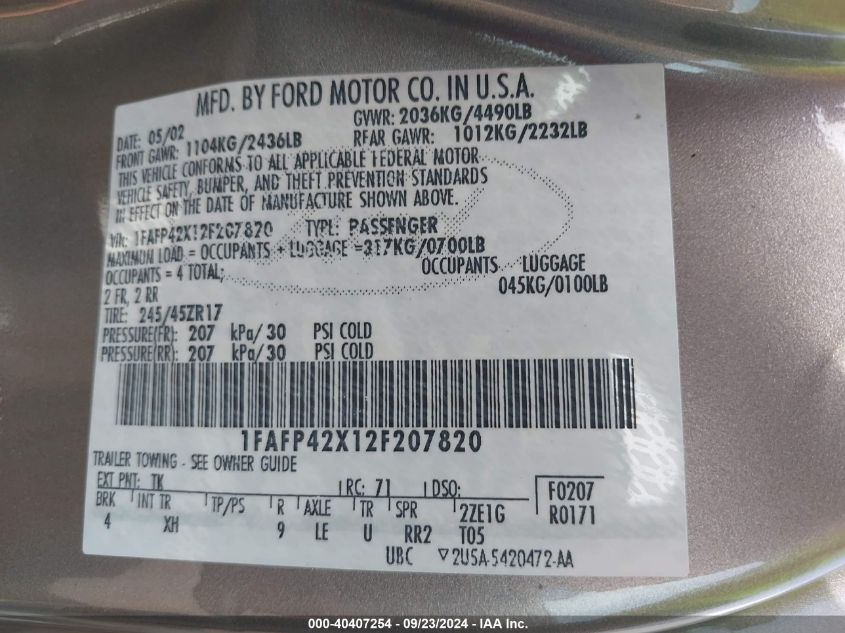 MFD. BY FORD MOTOR CO. IN U.S.A.
DATE: 05/02 GVWR: 2036KG/4490LB
FRONT GAWR: 1104KG/2436LB RFAR GAWR: 1012KG/2232LB
THIS VEHICLE CONFORMS TO ALL APPLICABLE FEDERAL MOTOR
VEHICLE SAFETY, BUMPER, AND THEFT PREVENTION STANDARDS
IN EFFECT ON THE DATE OF MANUFACTURE SHOWN ABOVE.
VIN: 1FAFP42X12F207820 TYPE: PASSENGER
MAXIMUM LOAD = OCCUPANTS + LUGGAGE =317KG/0700LB
OCCUPANTS = 4 TOTAL; OCCUPANTS LUGGAGE
2 FR, 2 RR 045KG/0100LB
TIRE: 245/45ZR17
PRESSURE(FR): 207 kPa/30 PSI COLD
PRESSURE(RR): 207 kPa/30 PSI COLD
1FAFP42X12F207820
TRAILER TOWING - SEE OWNER GUIDE
EXT PNT: TK RC: 71 DSO: F0207
BRK INT TR TP/PS R AXLE TR SPR 2ZE1G R0171
4 XH 9 LE U RR2 T05
UBC ▽2U5A-5420472-AA
000-40407254 - 09/23/2024 - IAA Inc.